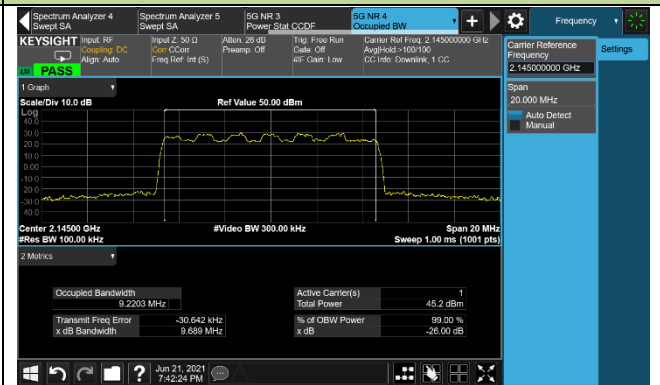 Spectrum Analyzer 4
Swept SA
Spectrum Analyzer 5
Swept SA
5G NR 3
Power Stat CCDF
5G NR 4
Occupied BW
Frequency
KEYSIGHT
Input: RF
Coupling: DC
Align: Auto
Input Z: 50 Ω
Corr CCorr
Freq Ref: Int (S)
Atten: 26 dB
Preamp: Off
Trig: Free Run
Gate: Off
#IF Gain: Low
Carrier Ref Freq: 2.145000000 GHz
Avg|Hold:>100/100
CC Info: Downlink, 1 CC
PASS
1 Graph
Scale/Div 10.0 dB
Ref Value 50.00 dBm
Log
40.0
30.0
20.0
10.0
0.00
-10.0
-20.0
-30.0
-40.0
Center 2.14500 GHz
#Res BW 100.00 kHz
#Video BW 300.00 kHz
Span 20 MHz
Sweep 1.00 ms (1001 pts)
2 Metrics
Occupied Bandwidth
9.2203 MHz
Transmit Freq Error -30.642 kHz
x dB Bandwidth 9.689 MHz
Active Carrier(s) 1
Total Power 45.2 dBm
% of OBW Power 99.00 %
x dB -26.00 dB
Carrier Reference
Frequency
2.145000000 GHz
Span
20.000 MHz
Auto Detect
Manual
Settings
Jun 21, 2021
7:42:24 PM